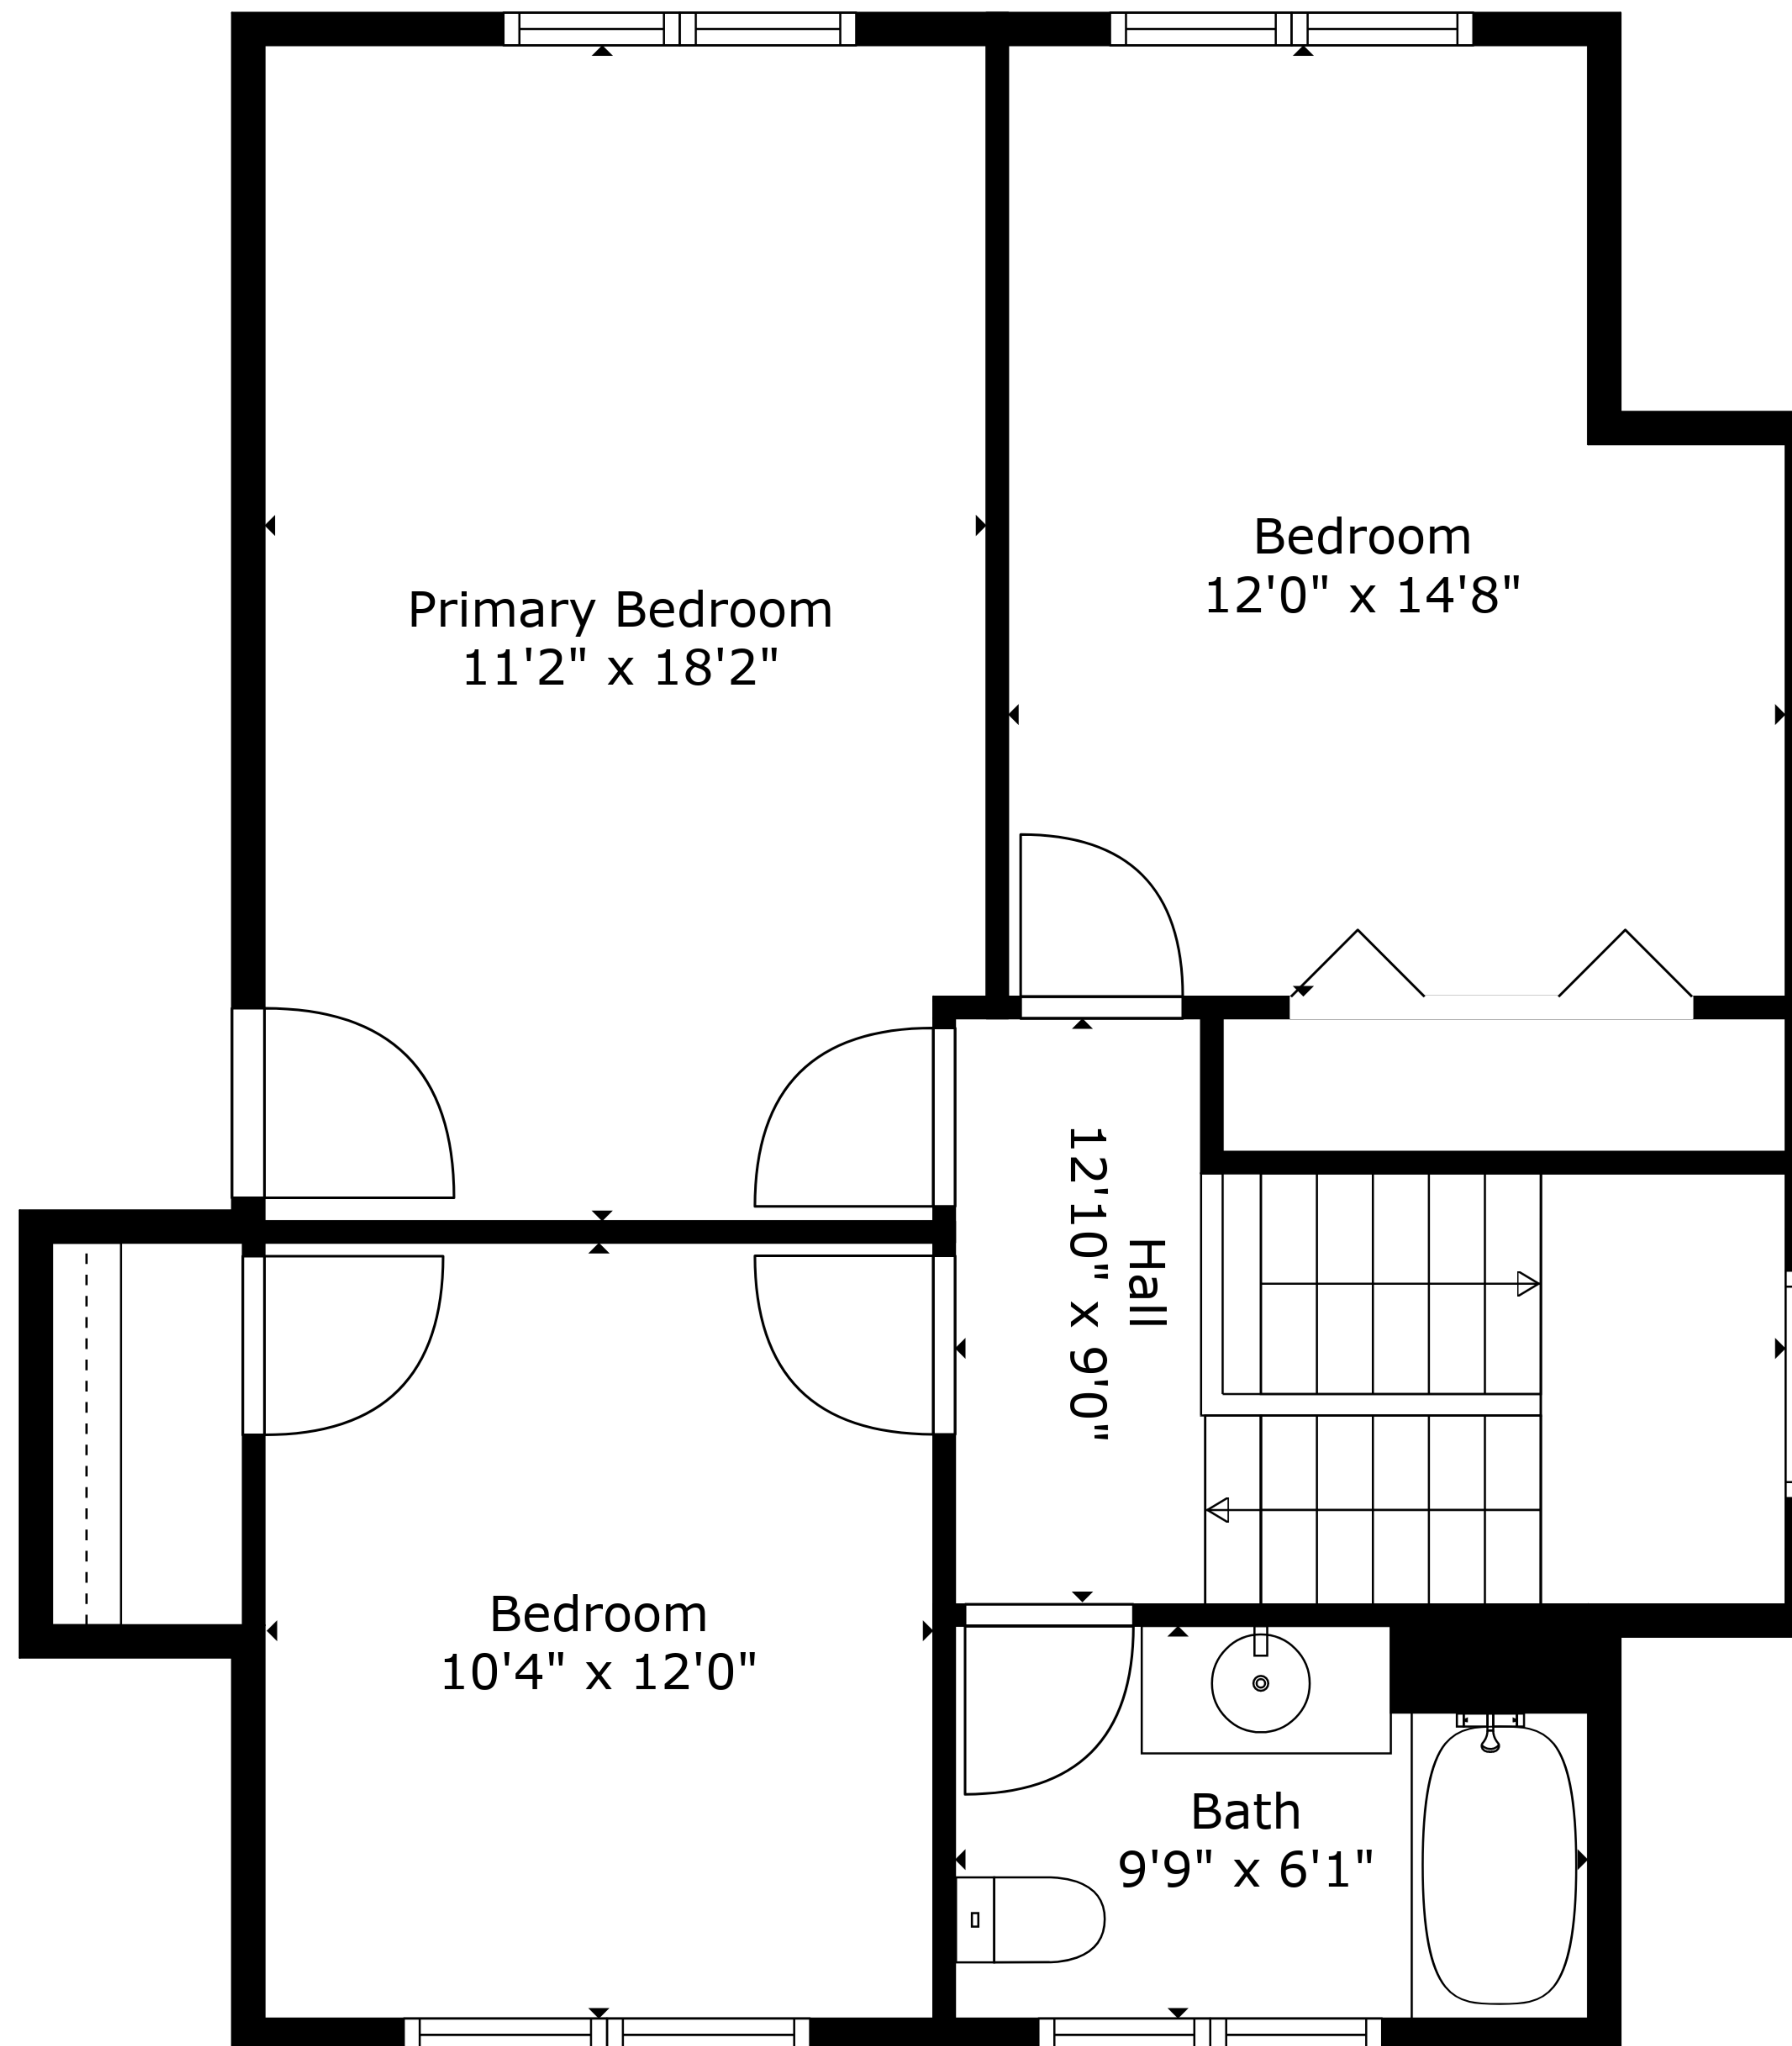 Primary Bedroom
11'2" x 18'2"
Bedroom
12'0" x 14'8"
Hall
12'10" x 9'0"
Bedroom
10'4" x 12'0"
Bath
9'9" x 6'1"